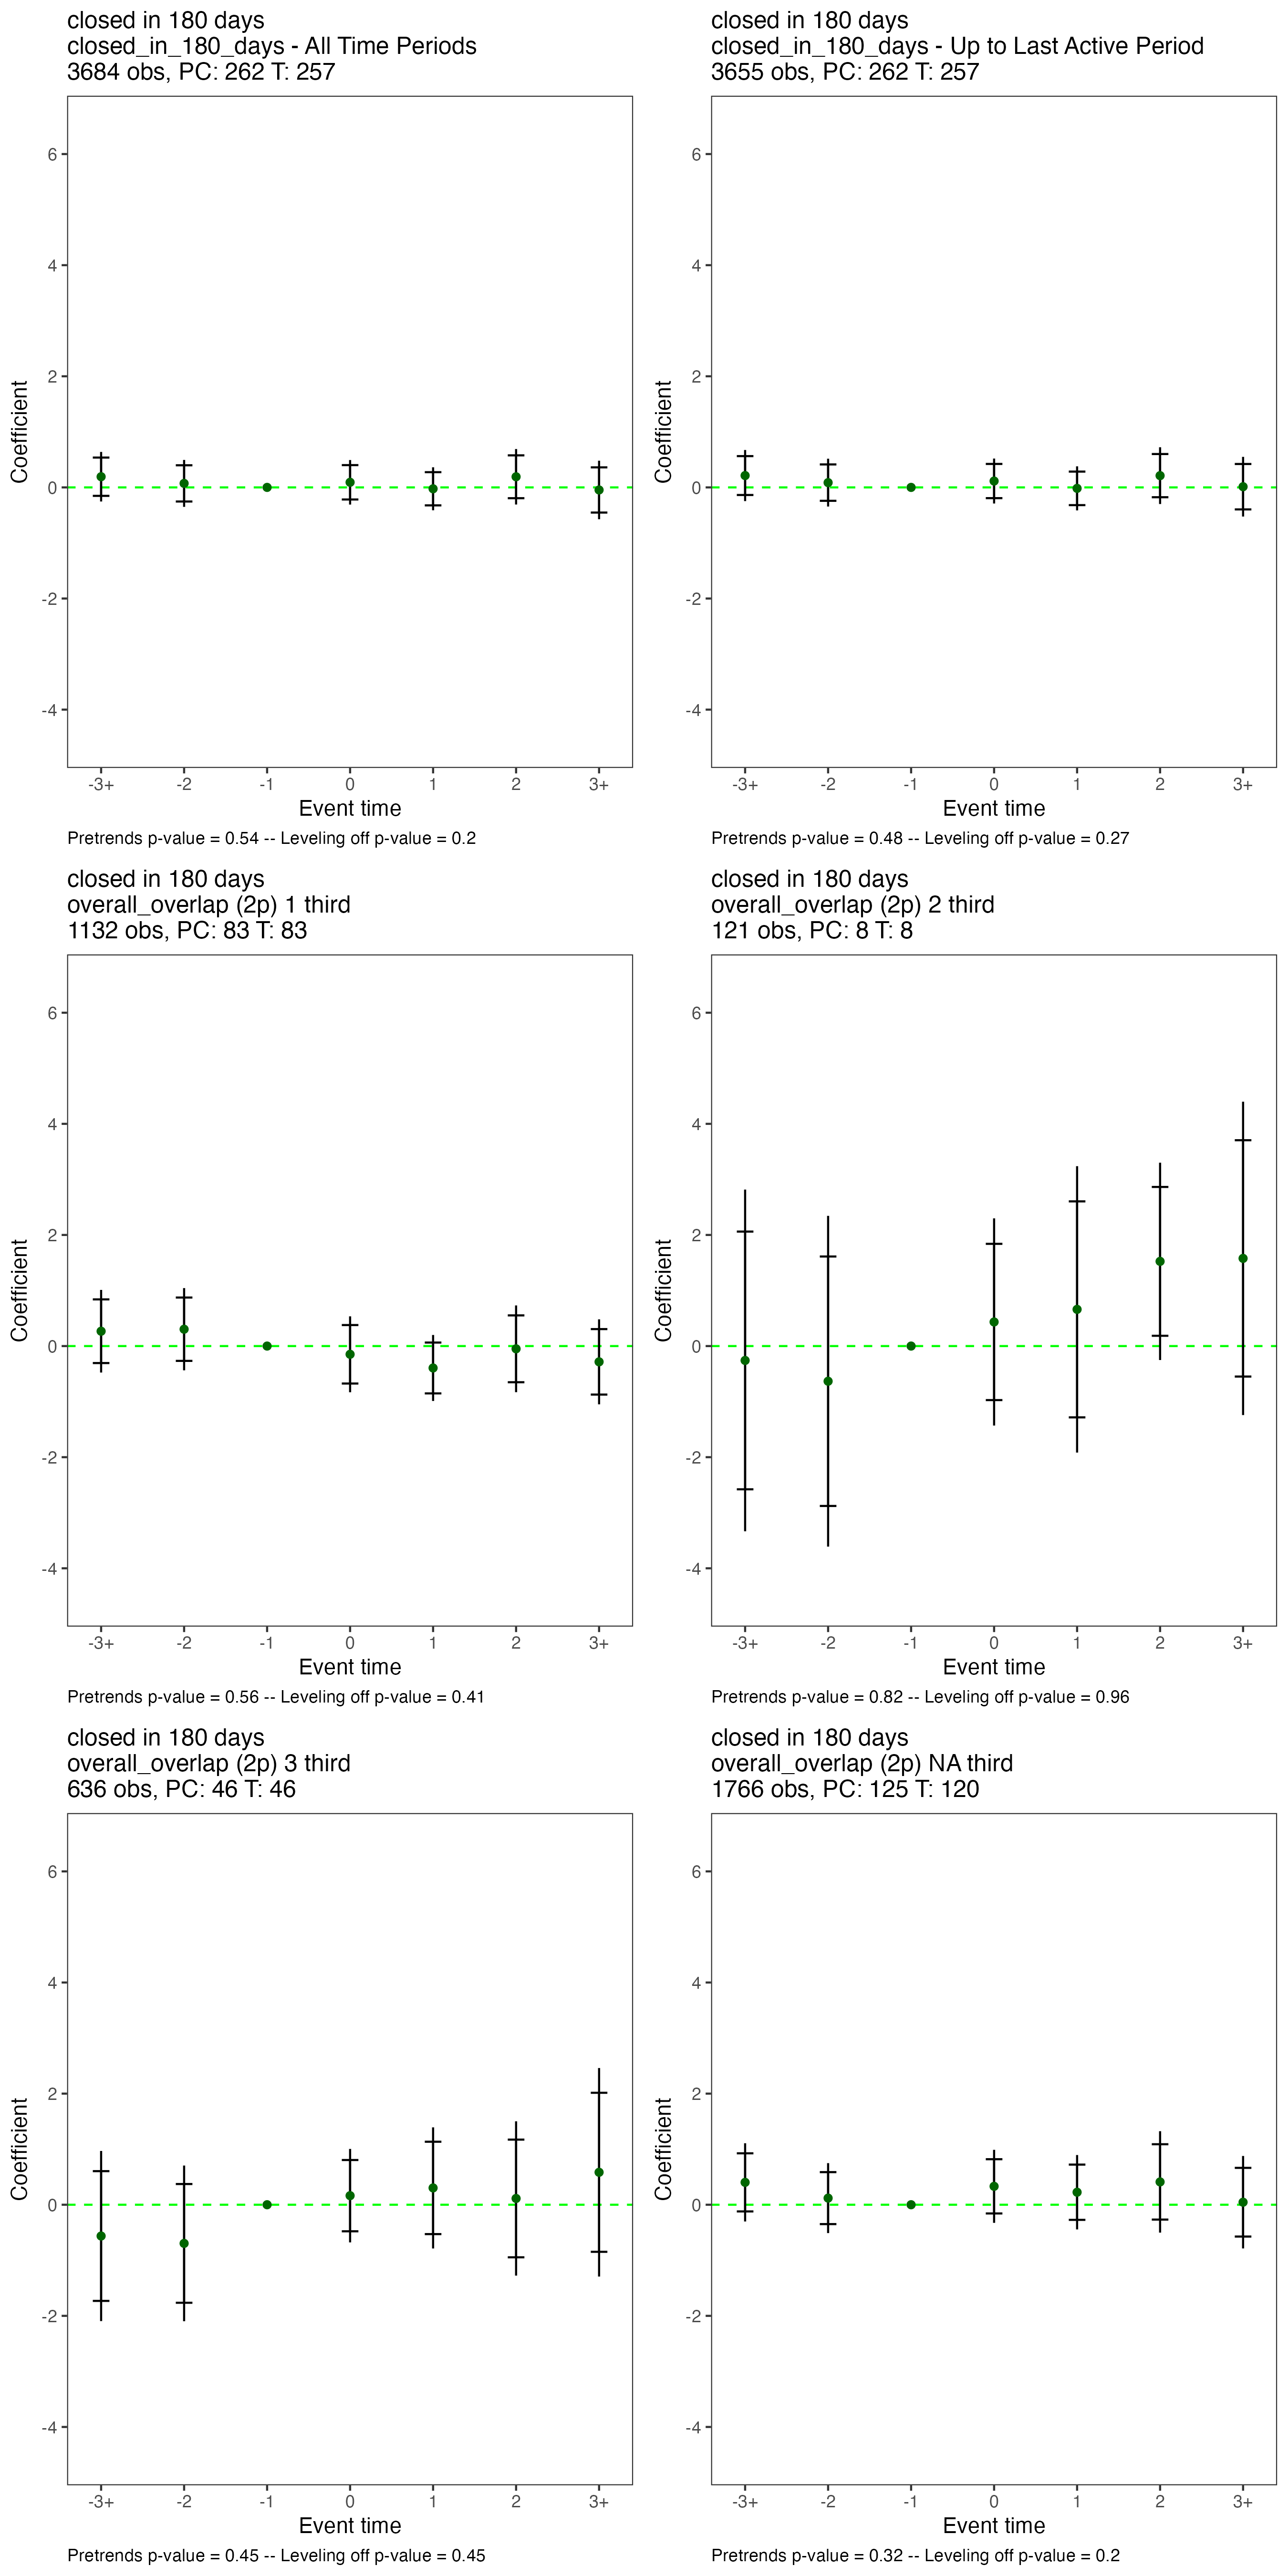 closed in 180 days
closed_in_180_days - All Time Periods
3684 obs, PC: 262 T: 257
6
4
2
0
-2
-4
Coefficient
-3+ -2 -1 0 1 2 3+
Event time
Pretrends p-value = 0.54 -- Leveling off p-value = 0.2
closed in 180 days
closed_in_180_days - Up to Last Active Period
3655 obs, PC: 262 T: 257
6
4
2
0
-2
-4
Coefficient
-3+ -2 -1 0 1 2 3+
Event time
Pretrends p-value = 0.48 -- Leveling off p-value = 0.27
closed in 180 days
overall_overlap (2p) 1 third
1132 obs, PC: 83 T: 83
6
4
2
0
-2
-4
Coefficient
-3+ -2 -1 0 1 2 3+
Event time
Pretrends p-value = 0.56 -- Leveling off p-value = 0.41
closed in 180 days
overall_overlap (2p) 2 third
121 obs, PC: 8 T: 8
6
4
2
0
-2
-4
Coefficient
-3+ -2 -1 0 1 2 3+
Event time
Pretrends p-value = 0.82 -- Leveling off p-value = 0.96
closed in 180 days
overall_overlap (2p) 3 third
636 obs, PC: 46 T: 46
6
4
2
0
-2
-4
Coefficient
-3+ -2 -1 0 1 2 3+
Event time
Pretrends p-value = 0.45 -- Leveling off p-value = 0.45
closed in 180 days
overall_overlap (2p) NA third
1766 obs, PC: 125 T: 120
6
4
2
0
-2
-4
Coefficient
-3+ -2 -1 0 1 2 3+
Event time
Pretrends p-value = 0.32 -- Leveling off p-value = 0.2